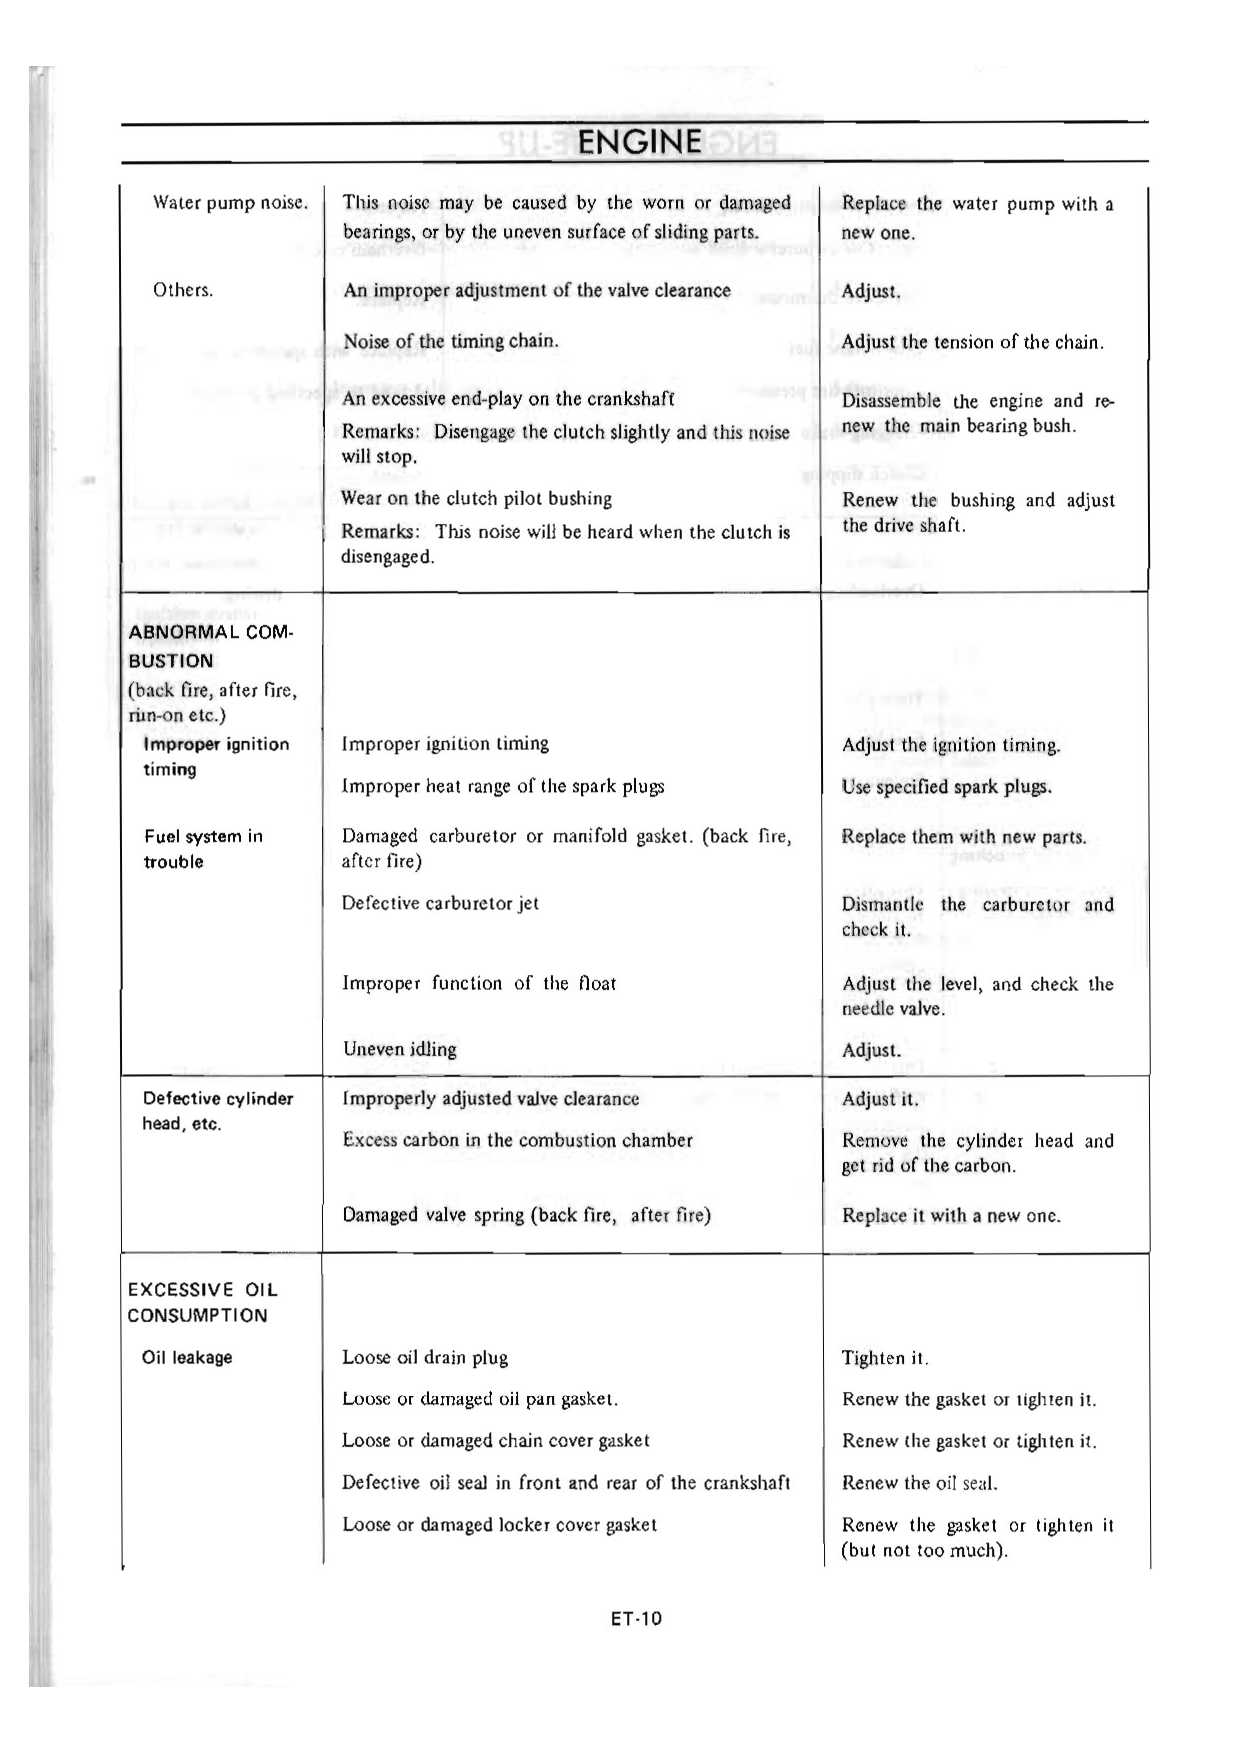 ENGINE
Water pump noise.
This noise may be caused by the worn or damaged
bearings, or by the uneven surface of sliding parts.
Replace the water pump with a
new one.
Others.
An improper adjustment of the valve clearance
Adjust.
Noise of the timing chain.
Adjust the tension of the chain.
An excessive end-play on the crankshaft
Remarks: Disengage the clutch slightly and this noise
will stop.
Disassemble the engine and re-
new the main bearing bush.
Wear on the clutch pilot bushing
Remarks: This noise will be heard when the clutch is
disengaged.
Renew the bushing and adjust
the drive shaft.
ABNORMAL COM-
BUSTION
(back fire, after fire,
run-on etc.)
Improper ignition
timing
Improper ignition timing
Adjust the ignition timing.
Improper heat range of the spark plugs
Use specified spark plugs.
Fuel system in
trouble
Damaged carburetor or manifold gasket. (back fire,
after fire)
Replace them with new parts.
Defective carburetor jet
Dismantle the carburetor and
check it.
Improper function of the float
Adjust the level, and check the
needle valve.
Uneven idling
Adjust.
Defective cylinder
head, etc.
Improperly adjusted valve clearance
Adjust it.
Excess carbon in the combustion chamber
Remove the cylinder head and
get rid of the carbon.
Damaged valve spring (back fire, after fire)
Replace it with a new one.
EXCESSIVE OIL
CONSUMPTION
Oil leakage
Loose oil drain plug
Tighten it.
Loose or damaged oil pan gasket.
Renew the gasket or tighten it.
Loose or damaged chain cover gasket
Renew the gasket or tighten it.
Defective oil seal in front and rear of the crankshaft
Renew the oil seal.
Loose or damaged locker cover gasket
Renew the gasket or tighten it
(but not too much).
ET-10